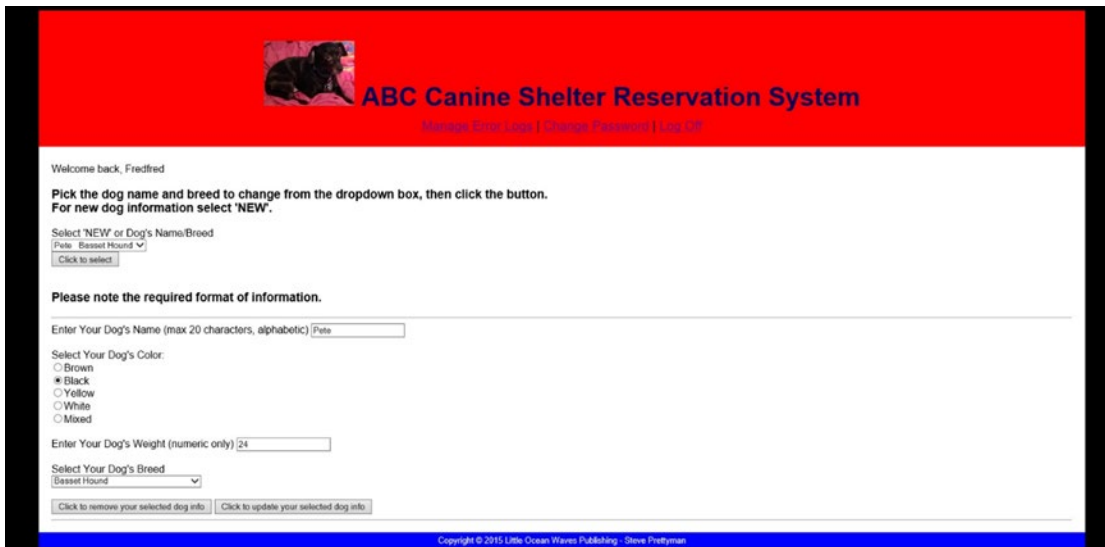 ABC Canine Shelter Reservation System
Manage Error Logs | Change Password | Log Off
Welcome back, Fredfred
Pick the dog name and breed to change from the dropdown box, then click the button.
For new dog information select 'NEW'.
Select 'NEW' or Dog's Name/Breed
Pete Basset Hound
Click to select
Please note the required format of information.
Enter Your Dog's Name (max 20 characters, alphabetic) Pete
Select Your Dog's Color:
Brown
Black
Yellow
White
Mixed
Enter Your Dog's Weight (numeric only) 24
Select Your Dog's Breed
Basset Hound
Click to remove your selected dog info Click to update your selected dog info
Copyright © 2015 Little Ocean Waves Publishing - Steve Prettyman